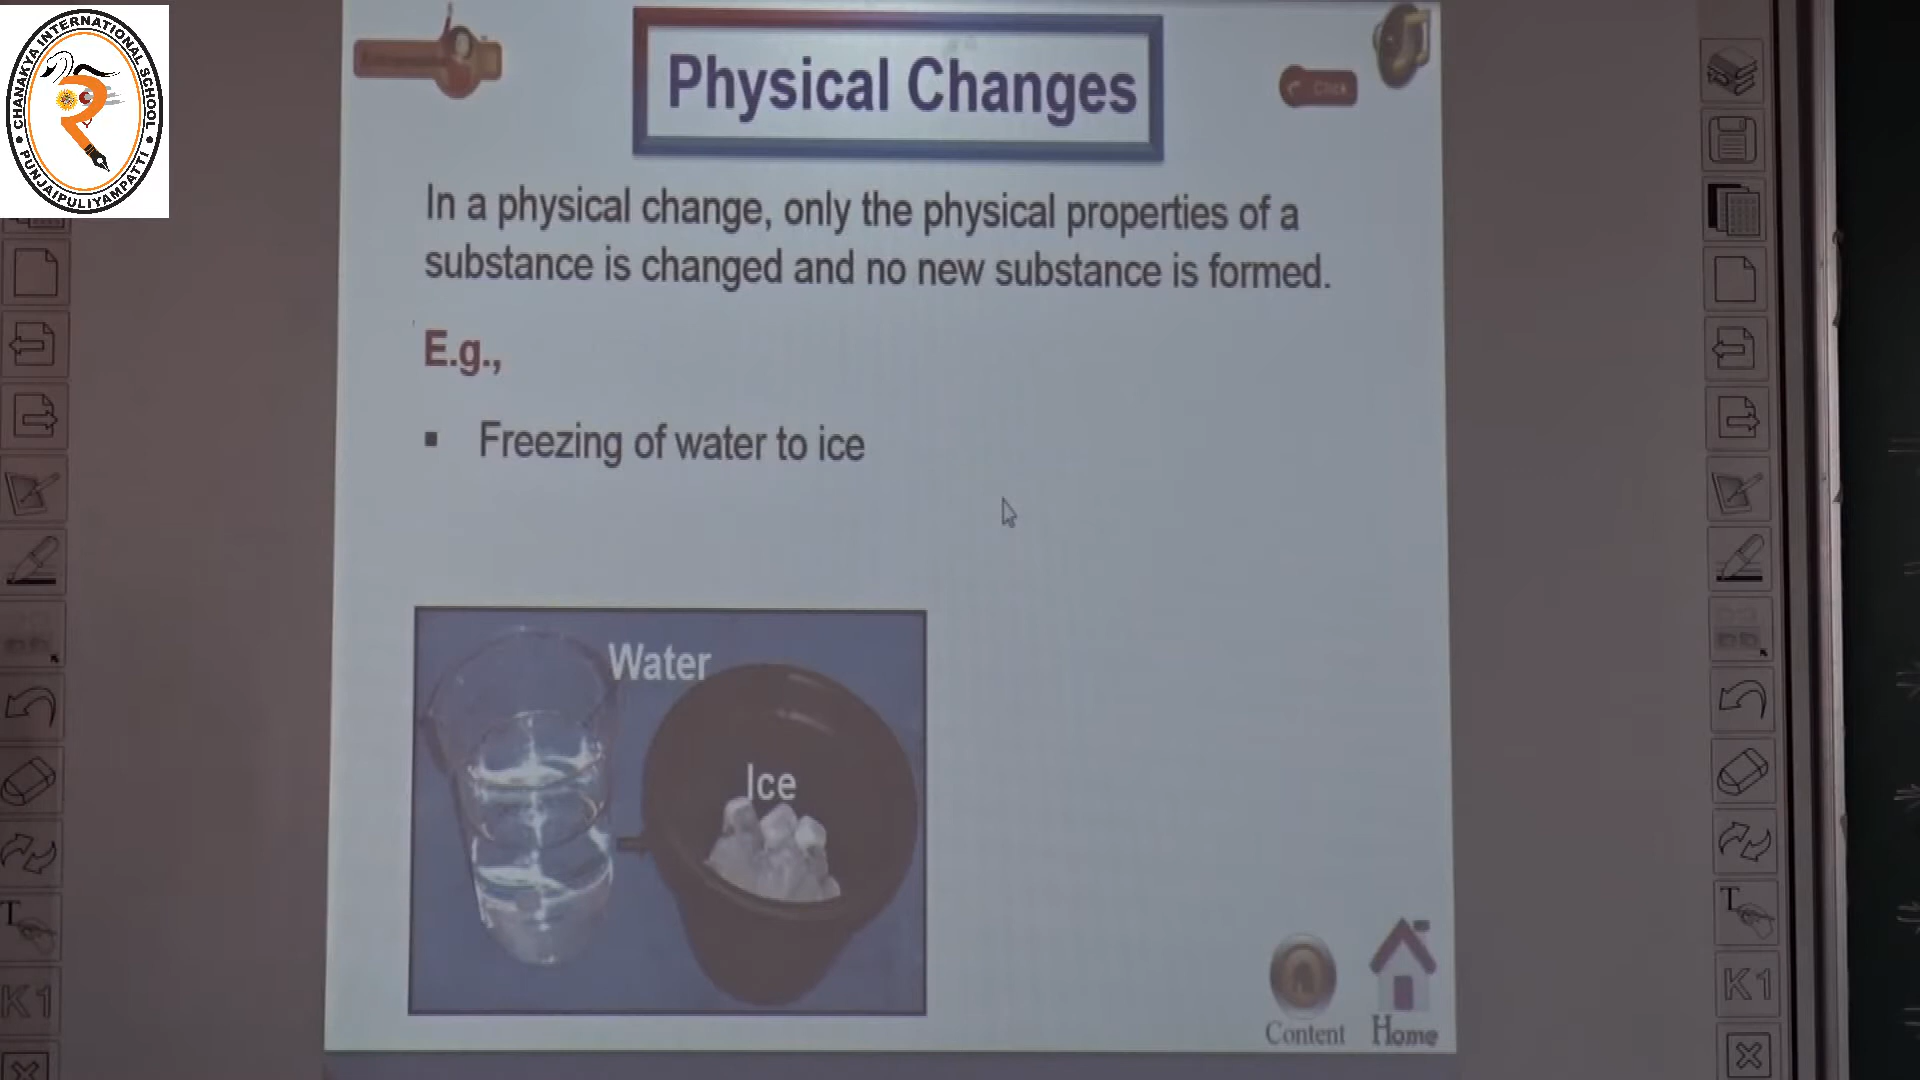 CHANAKYA INTERNATIONAL SCHOOL
PUNJAIPULIYAMPATTI
Physical Changes
Click
In a physical change, only the physical properties of a
substance is changed and no new substance is formed.
E.g.,
▪ Freezing of water to ice
Water
Ice
Content
Home
T
K1
T
K1